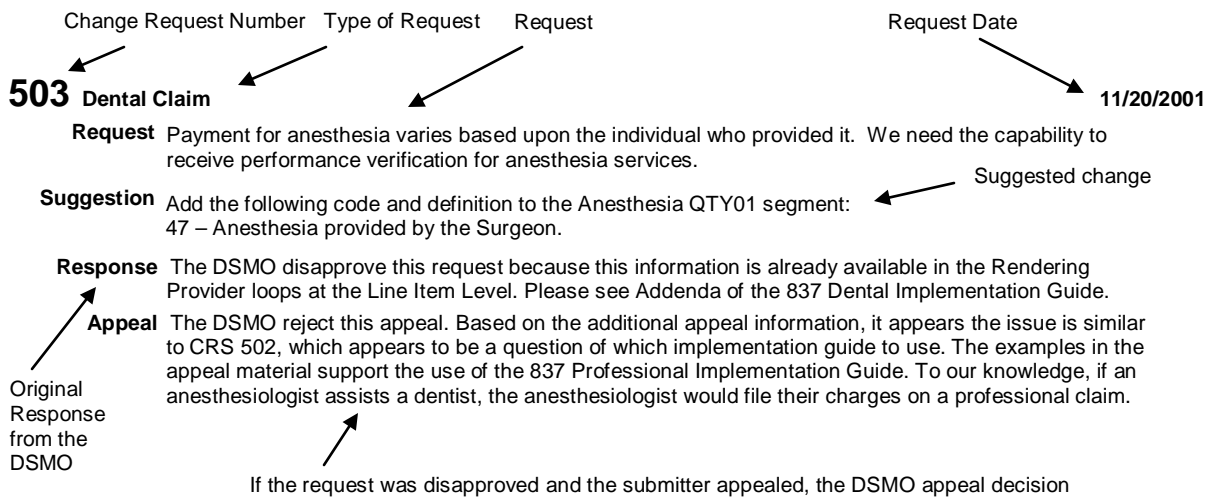 Change Request Number Type of Request Request Request Date
503 Dental Claim 11/20/2001
Request Payment for anesthesia varies based upon the individual who provided it. We need the capability to
receive performance verification for anesthesia services.
Suggested change
Suggestion Add the following code and definition to the Anesthesia QTY01 segment:
47 – Anesthesia provided by the Surgeon.
Response The DSMO disapprove this request because this information is already available in the Rendering
Provider loops at the Line Item Level. Please see Addenda of the 837 Dental Implementation Guide.
Appeal The DSMO reject this appeal. Based on the additional appeal information, it appears the issue is similar
to CRS 502, which appears to be a question of which implementation guide to use. The examples in the
appeal material support the use of the 837 Professional Implementation Guide. To our knowledge, if an
anesthesiologist assists a dentist, the anesthesiologist would file their charges on a professional claim.
Original
Response
from the
DSMO
If the request was disapproved and the submitter appealed, the DSMO appeal decision